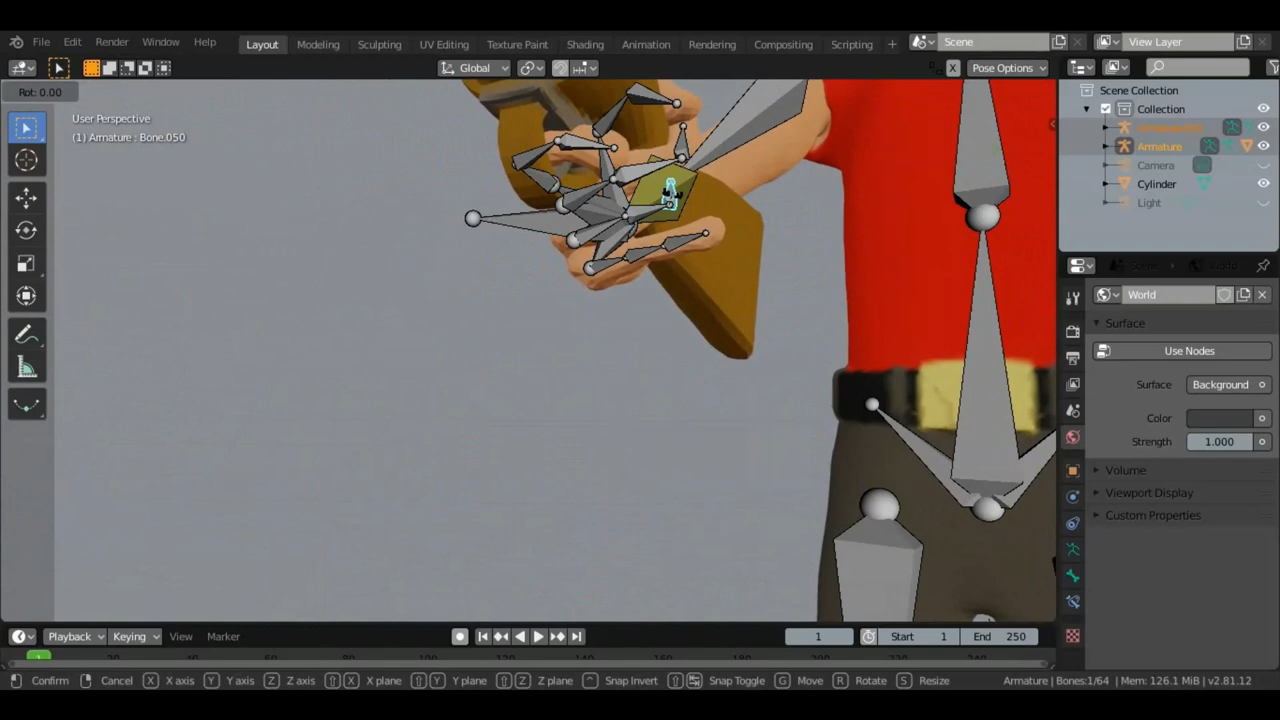 File Edit Render Window Help Layout Modeling Sculpting UV Editing Texture Paint Shading Animation Rendering Compositing Scripting + Scene View Layer
Global X Pose Options
Rot: 0.00
User Perspective
(1) Armature : Bone.050
Scene Collection
Collection
Armature
Camera
Cylinder
Light
World
Surface
Use Nodes
Surface Background
Color
Strength 1.000
Volume
Viewport Display
Custom Properties
Playback Keying View Marker 1 Start 1 End 250
1
Confirm Cancel X X axis Y Y axis Z Z axis X X plane Y Y plane Z Z plane Snap Invert Snap Toggle G Move R Rotate S Resize Armature | Bones:1/64 | Mem: 126.1 MiB | v2.81.12